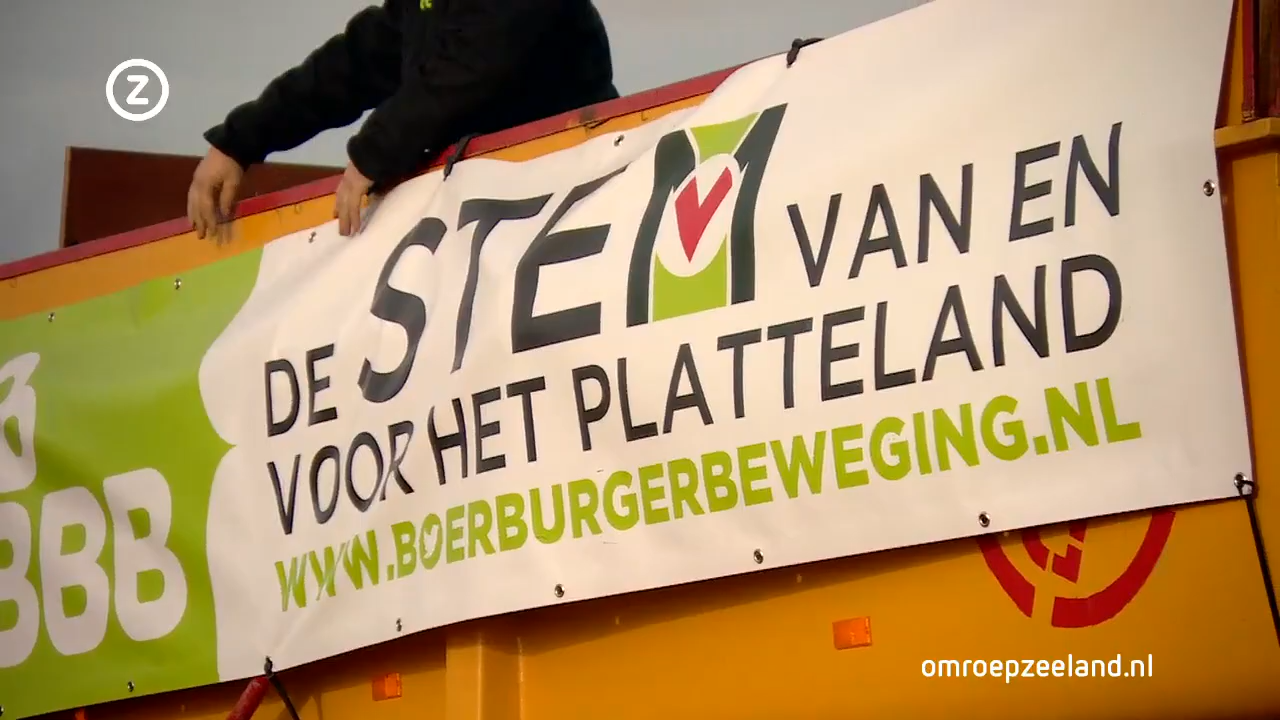 Z
DE STEM VAN EN
VOOR HET PLATTELAND
WWW.BOERBURGERBEWEGING.NL
BBB
omroepzeeland.nl